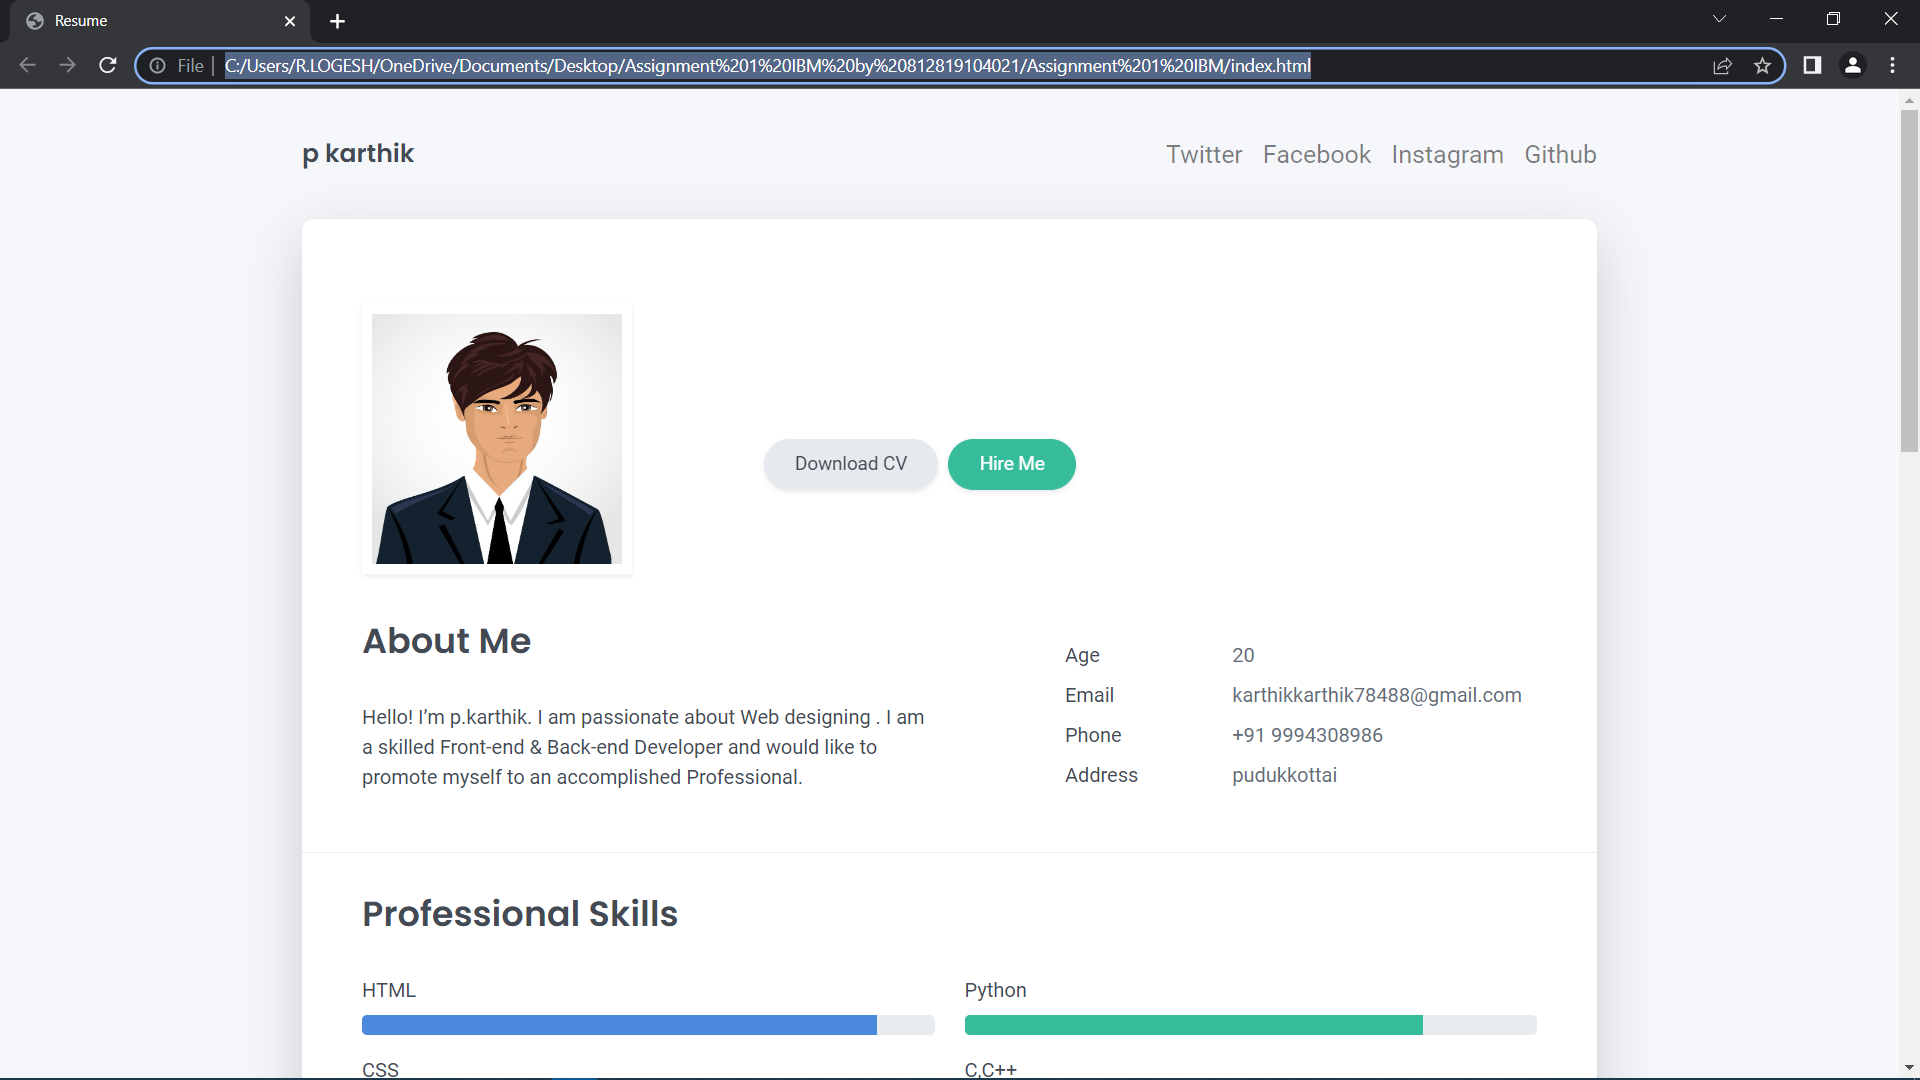 Resume
File
C:/Users/R.LOGESH/OneDrive/Documents/Desktop/Assignment%201%20IBM%20by%20812819104021/Assignment%201%20IBM/index.html
p karthik
Twitter Facebook Instagram Github
Download CV
Hire Me
About Me
Hello! I’m p.karthik. I am passionate about Web designing . I am
a skilled Front-end & Back-end Developer and would like to
promote myself to an accomplished Professional.
Age 20
Email karthikkarthik78488@gmail.com
Phone +91 9994308986
Address pudukkottai
Professional Skills
HTML
Python
CSS
C,C++